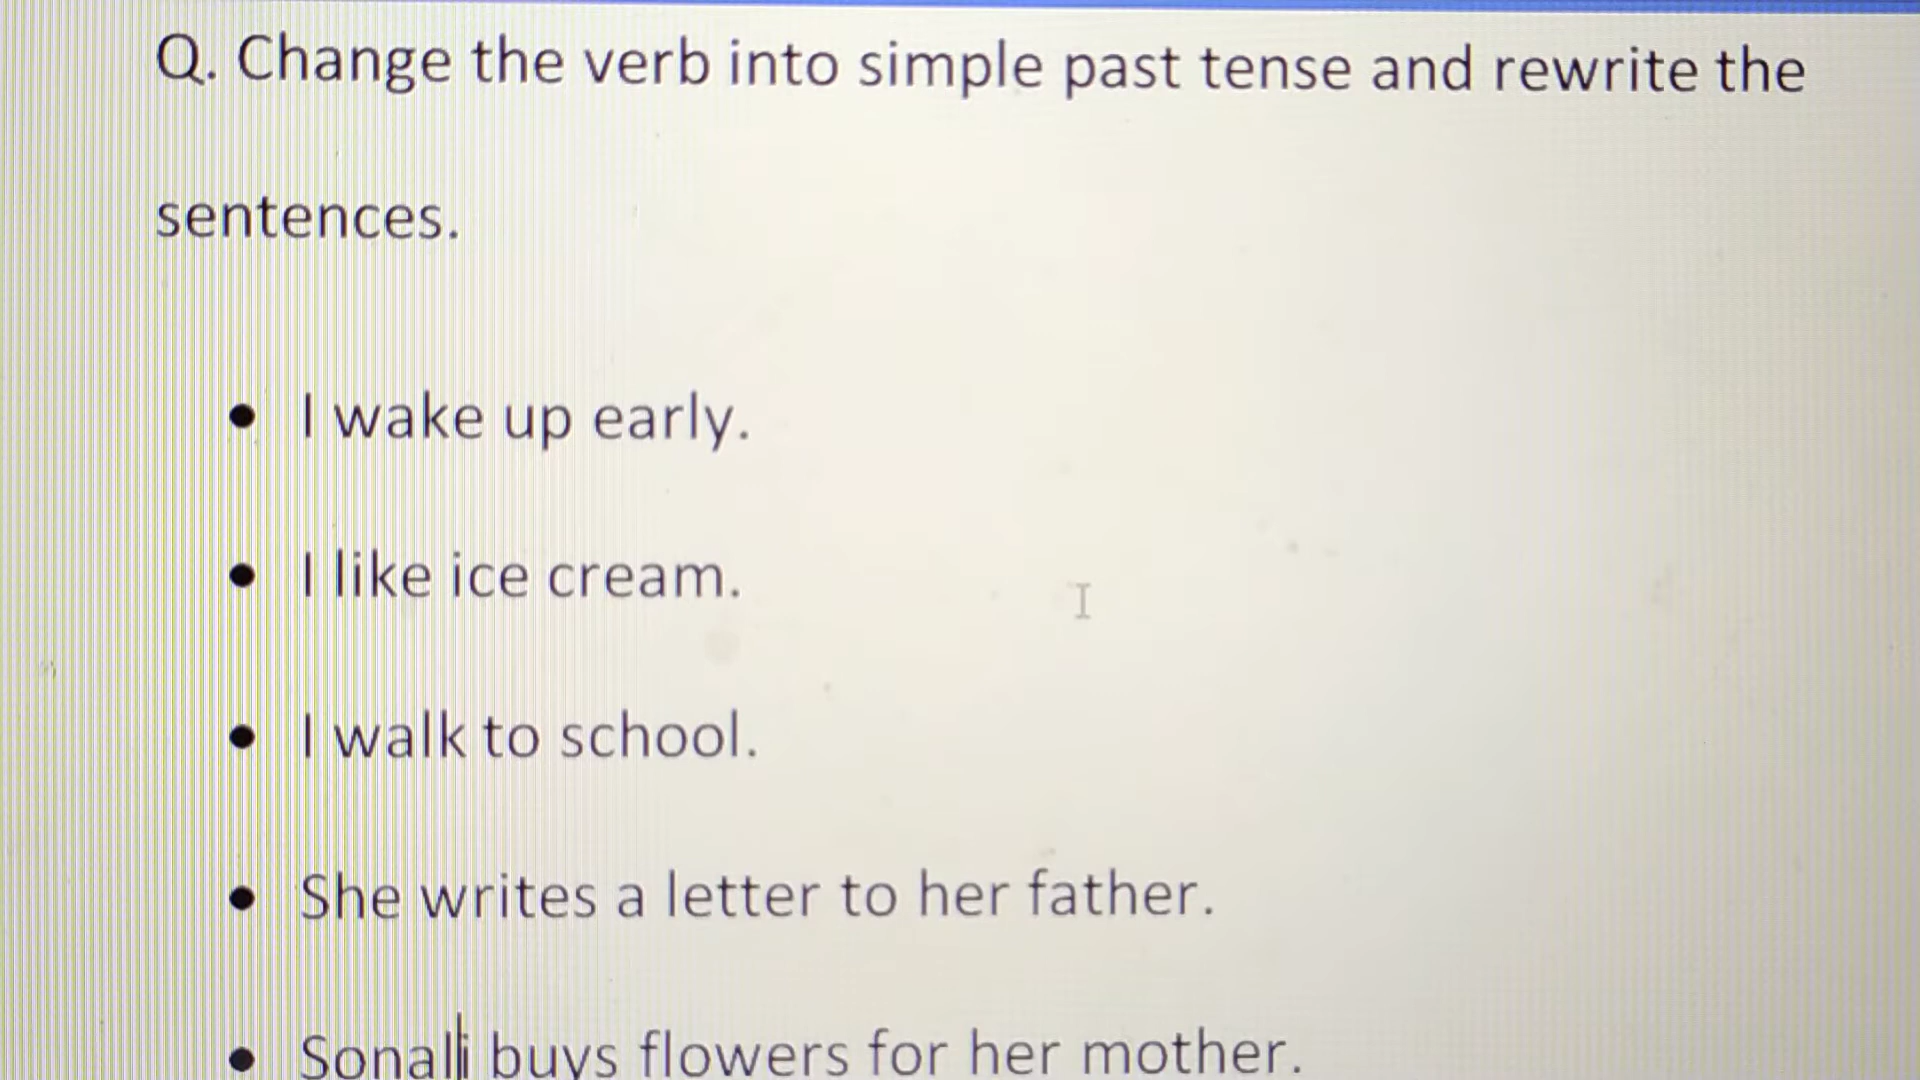 Q. Change the verb into simple past tense and rewrite the
sentences.
• I wake up early.
• I like ice cream.
• I walk to school.
• She writes a letter to her father.
• Sonali buys flowers for her mother.